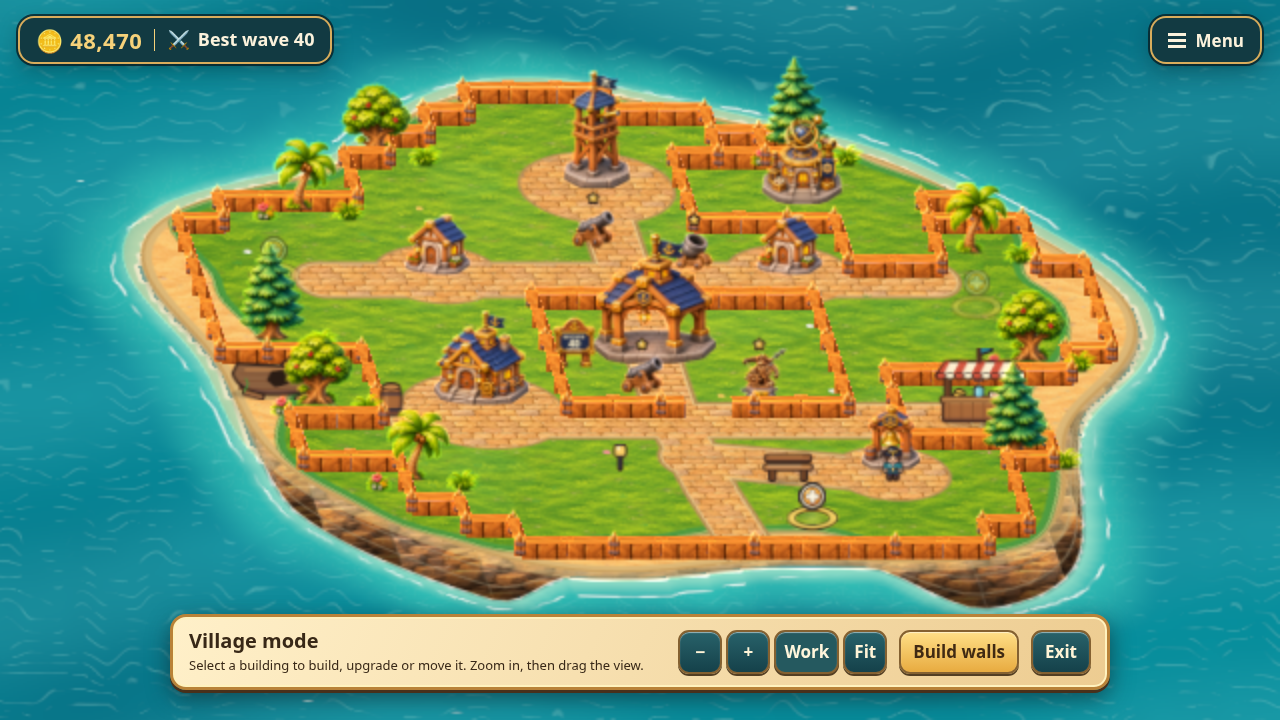 48,470
Best wave 40
Menu
Village mode
Select a building to build, upgrade or move it. Zoom in, then drag the view.
− + Work Fit Build walls Exit